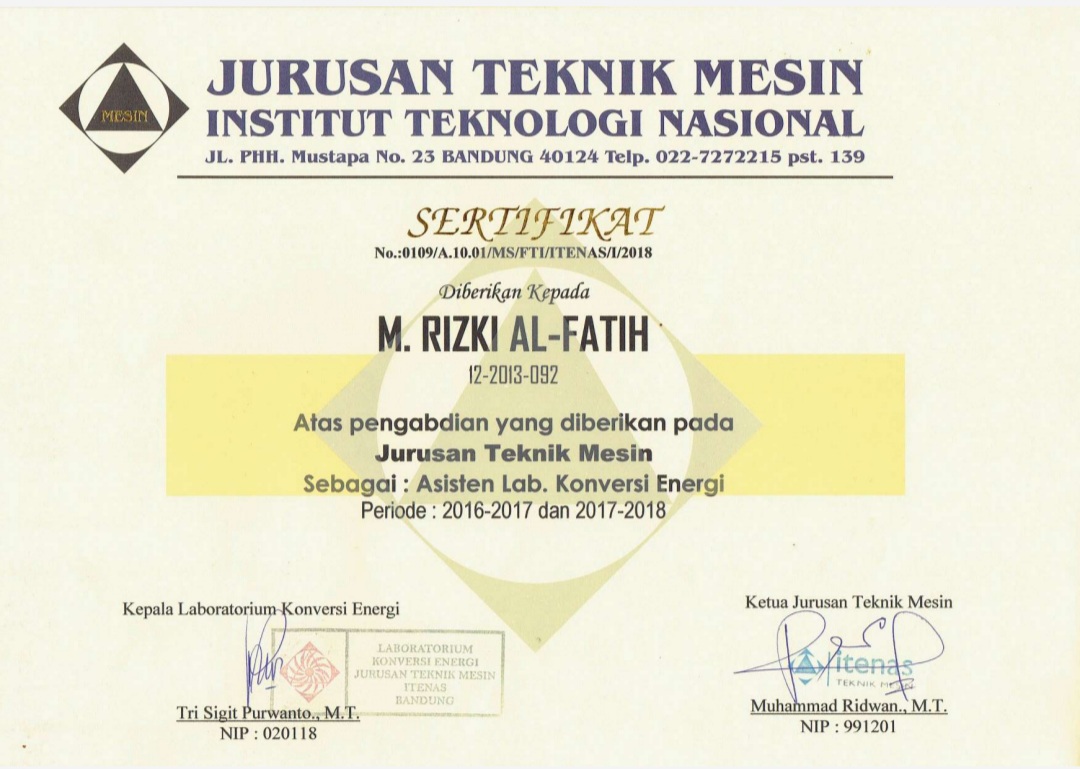 MESIN
JURUSAN TEKNIK MESIN
INSTITUT TEKNOLOGI NASIONAL
JL. PHH. Mustapa No. 23 BANDUNG 40124 Telp. 022-7272215 pst. 139
SERTIFIKAT
No.:0109/A.10.01/MS/FTI/ITENAS/I/2018
Diberikan Kepada
M. RIZKI AL-FATIH
12-2013-092
Atas pengabdian yang diberikan pada
Jurusan Teknik Mesin
Sebagai : Asisten Lab. Konversi Energi
Periode : 2016-2017 dan 2017-2018
Kepala Laboratorium Konversi Energi
LABORATORIUM
KONVERSI ENERGI
JURUSAN TEKNIK MESIN
ITENAS
BANDUNG
Tri Sigit Purwanto., M.T.
NIP : 020118
Ketua Jurusan Teknik Mesin
itenas
TEKNIK MESIN
Muhammad Ridwan., M.T.
NIP : 991201